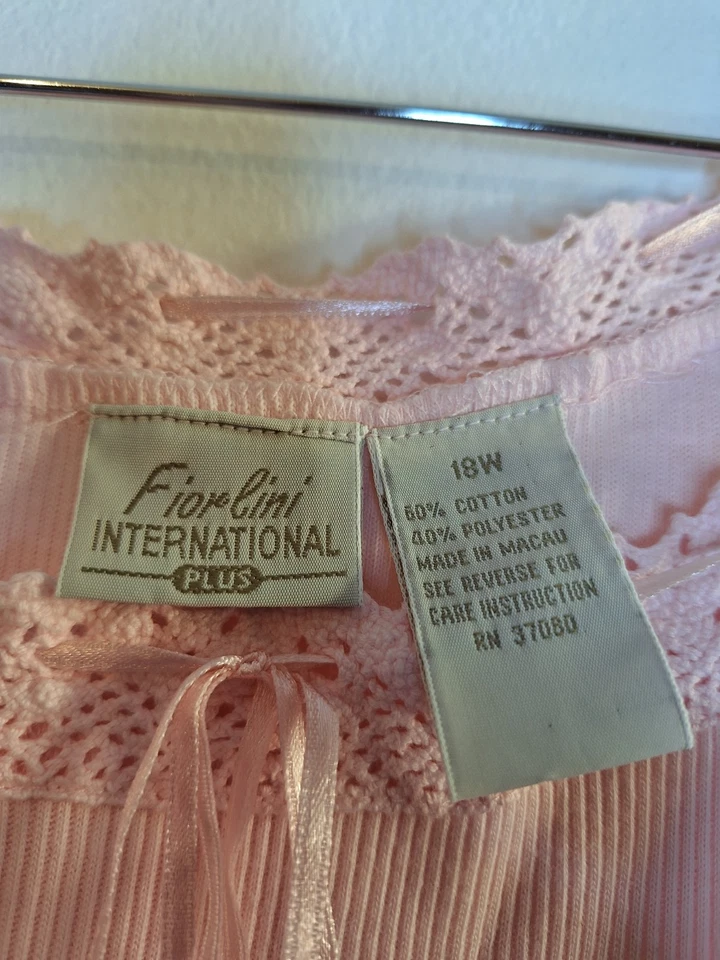 Fiorlini
INTERNATIONAL
PLUS
18W
60% COTTON
40% POLYESTER
MADE IN MACAU
SEE REVERSE FOR
CARE INSTRUCTION
RN 37080